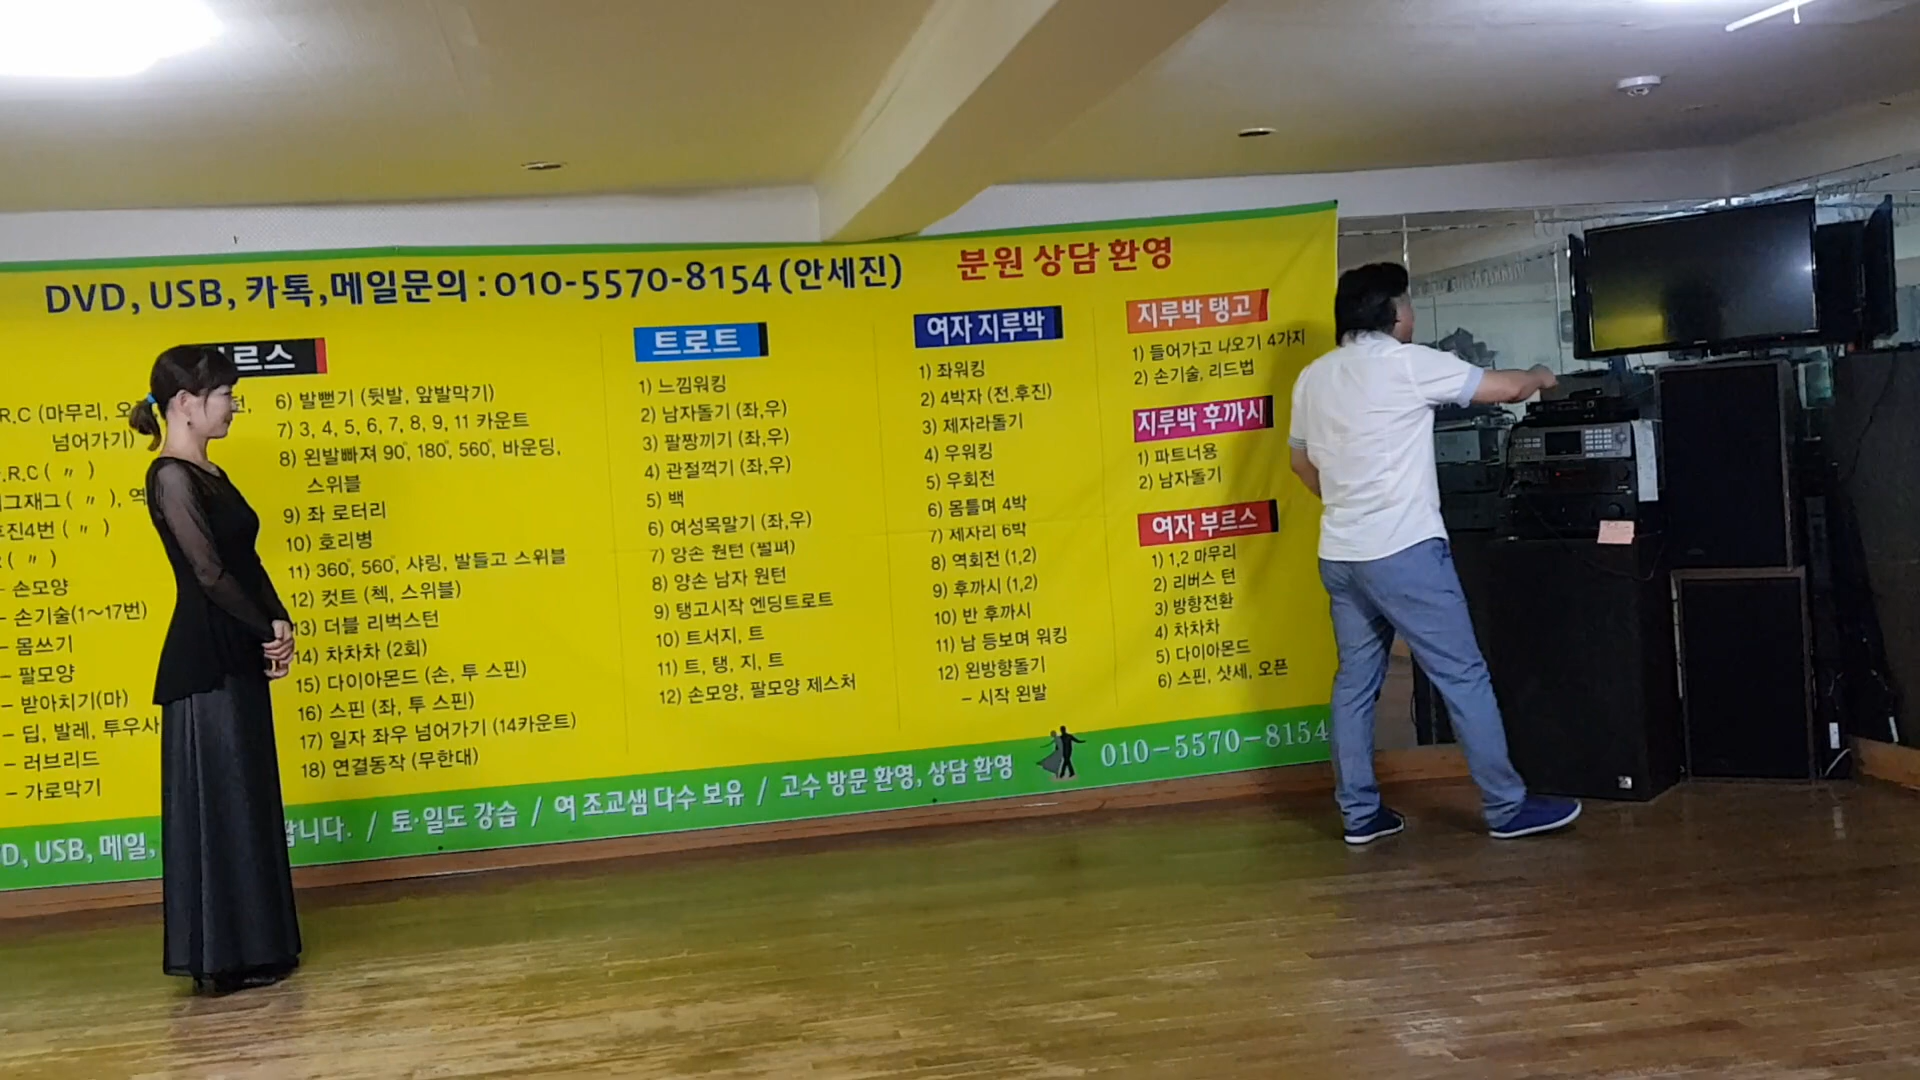 DVD, USB, 카톡,메일문의 : 010-5570-8154 (안세진)
분원 상담 환영
르스
R.C (마무리, 오
턴,
넘어가기)
.R.C ( 〃 )
그재그 ( 〃 ), 역
진4번 ( 〃 )
( 〃 )
- 손모양
- 손기술(1~17번)
- 몸쓰기
- 팔모양
- 받아치기(마)
- 딥, 발레, 투우사
- 러브리드
- 가로막기
6) 발뻗기 (뒷발, 앞발막기)
7) 3, 4, 5, 6, 7, 8, 9, 11 카운트
8) 왼발빠져 90°, 180°, 560°, 바운딩,
스위블
9) 좌 로터리
10) 호리병
11) 360°, 560°, 샤링, 발들고 스위블
12) 컷트 (첵, 스위블)
13) 더블 리벅스턴
14) 차차차 (2회)
15) 다이아몬드 (손, 투 스핀)
16) 스핀 (좌, 투 스핀)
17) 일자 좌우 넘어가기 (14카운트)
18) 연결동작 (무한대)
트로트
1) 느낌워킹
2) 남자돌기 (좌,우)
3) 팔짱끼기 (좌,우)
4) 관절꺽기 (좌,우)
5) 백
6) 여성목말기 (좌,우)
7) 양손 원턴 (펼펴)
8) 양손 남자 원턴
9) 탱고시작 엔딩트로트
10) 트서지, 트
11) 트, 탱, 지, 트
12) 손모양, 팔모양 제스처
여자 지루박
1) 좌워킹
2) 4박자 (전.후진)
3) 제자라돌기
4) 우워킹
5) 우회전
6) 몸틀며 4박
7) 제자리 6박
8) 역회전 (1,2)
9) 후까시 (1,2)
10) 반 후까시
11) 남 등보며 워킹
12) 왼방향돌기
- 시작 왼발
지루박 탱고
1) 들어가고 나오기 4가지
2) 손기술, 리드법
지루박 후까시
1) 파트너용
2) 남자돌기
여자 부르스
1) 1,2 마무리
2) 리버스 턴
3) 방향전환
4) 차차차
5) 다이아몬드
6) 스핀, 샷세, 오픈
D, USB, 메일,
합니다. / 토·일도 강습 / 여 조교샘 다수 보유 / 고수 방문 환영, 상담 환영
010-5570-8154